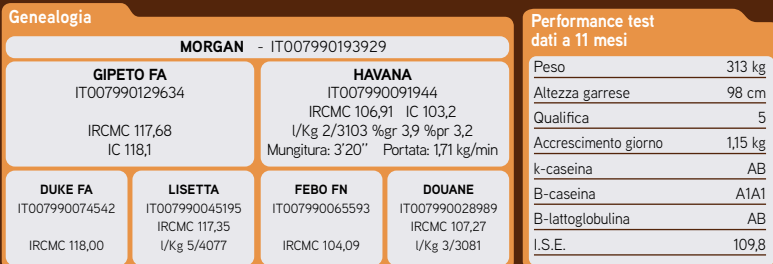 Genealogia
MORGAN - IT007990193929
GIPETO FA
IT007990129634
IRCMC 117,68
IC 118,1
HAVANA
IT007990091944
IRCMC 106,91 IC 103,2
l/Kg 2/3103 %gr 3,9 %pr 3,2
Mungitura: 3'20'' Portata: 1,71 kg/min
DUKE FA
IT007990074542
IRCMC 118,00
LISETTA
IT007990045195
IRCMC 117,35
l/Kg 5/4077
FEBO FN
IT007990065593
IRCMC 104,09
DOUANE
IT007990028989
IRCMC 107,27
l/Kg 3/3081
Performance test
dati a 11 mesi
Peso 313 kg
Altezza garrese 98 cm
Qualifica 5
Accrescimento giorno 1,15 kg
k-caseina AB
B-caseina A1A1
B-lattoglobulina AB
I.S.E. 109,8